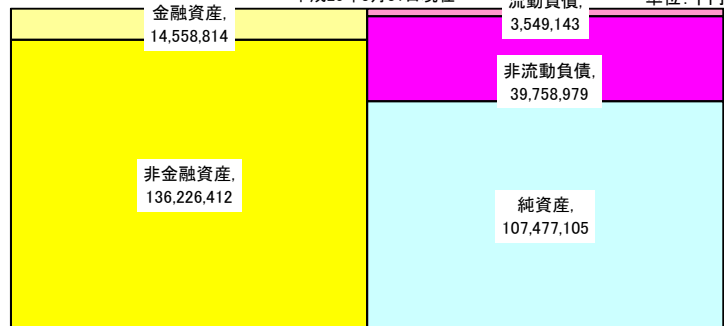 金融資産,
14,558,814
流動負債,
3,549,143
非流動負債,
39,758,979
非金融資産,
136,226,412
純資産,
107,477,105